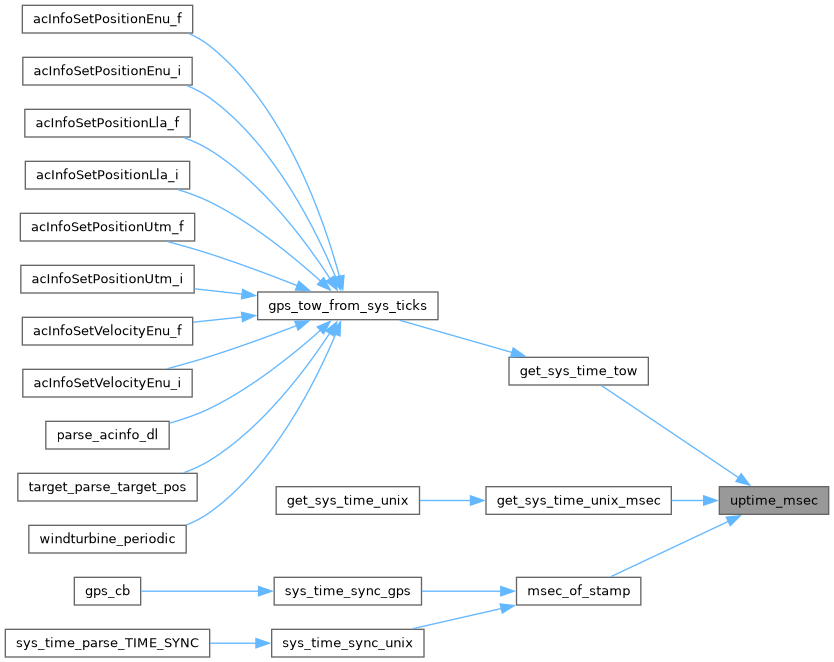 acInfoSetPositionEnu_f
acInfoSetPositionEnu_i
acInfoSetPositionLla_f
acInfoSetPositionLla_i
acInfoSetPositionUtm_f
acInfoSetPositionUtm_i
acInfoSetVelocityEnu_f
acInfoSetVelocityEnu_i
parse_acinfo_dl
target_parse_target_pos
windturbine_periodic
gps_tow_from_sys_ticks
get_sys_time_tow
get_sys_time_unix
get_sys_time_unix_msec
uptime_msec
gps_cb
sys_time_sync_gps
msec_of_stamp
sys_time_parse_TIME_SYNC
sys_time_sync_unix